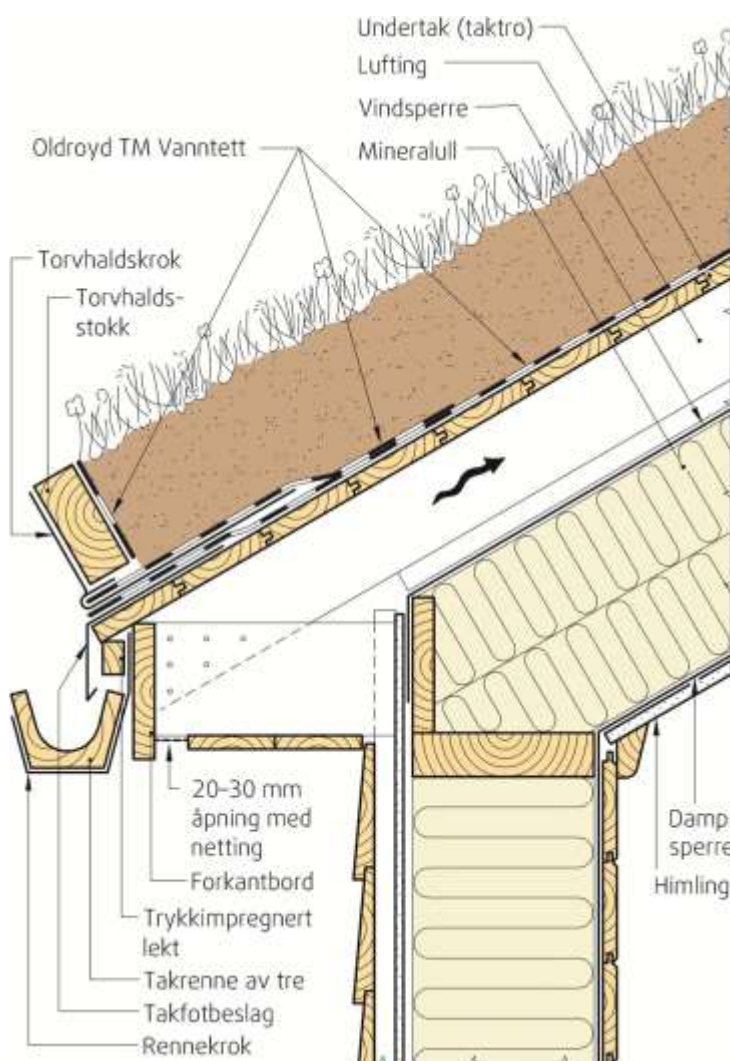 Undertak (taktro)
Lufting
Vindsperre
Mineralull
Oldroyd TM Vanntett
Torvhaldskrok
Torvhalds-
stokk
20-30 mm
åpning med
netting
Forkantbord
Trykkimpregnert
lekt
Takrenne av tre
Takfotbeslag
Rennekrok
Damp
sperre
Himling